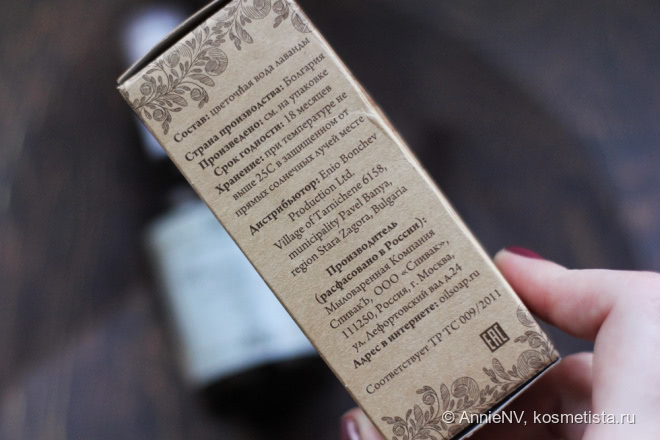 Состав: цветочная вода лаванды
Страна производства: Болгария
Произведено: см. на упаковке
Срок годности: 18 месяцев
Хранение: при температуре не
выше 25С в защищенном от
прямых солнечных лучей месте
Дистрибьютор: Enio Bonchev
Production Ltd.
Village of Tarnichene 6158,
municipality Pavel Banya,
region Stara Zagora, Bulgaria
Производитель
(расфасовано в России):
Мыловаренная Компания
СпивакЪ, ООО «Спивак»,
111250, Россия, г. Москва,
ул. Лефортовский вал д.24
Адрес в интернете: oilsoap.ru
Соответствует ТР ТС 009/2011
EAC
© AnnieNV, kosmetista.ru